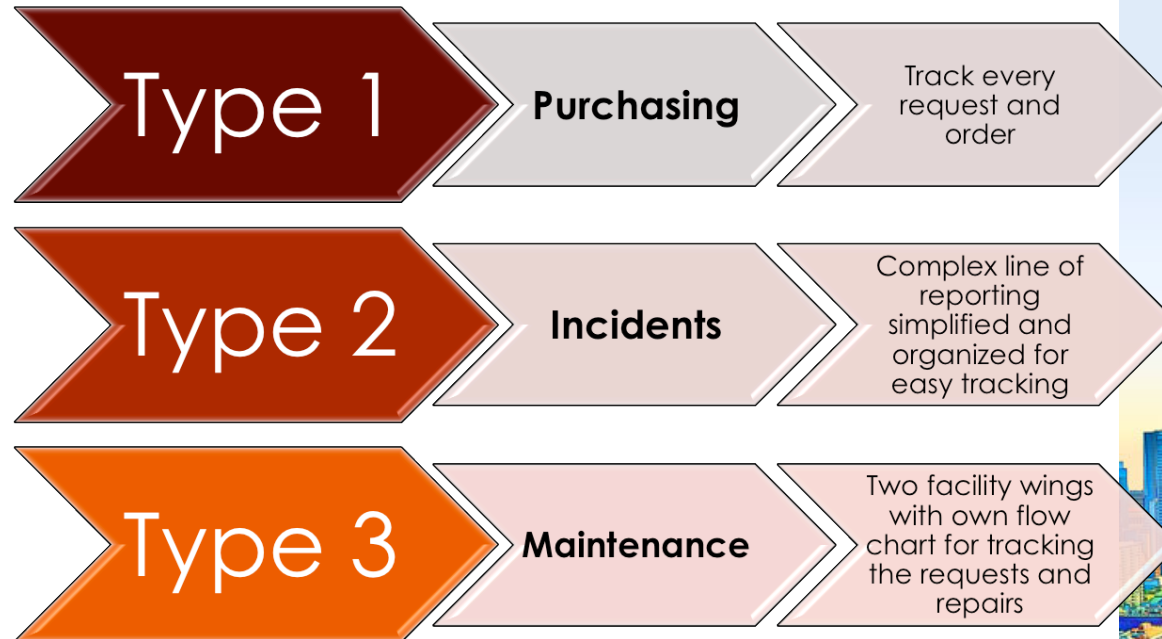 Type 1
Purchasing
Track every
request and
order
Type 2
Incidents
Complex line of
reporting
simplified and
organized for
easy tracking
Type 3
Maintenance
Two facility wings
with own flow
chart for tracking
the requests and
repairs